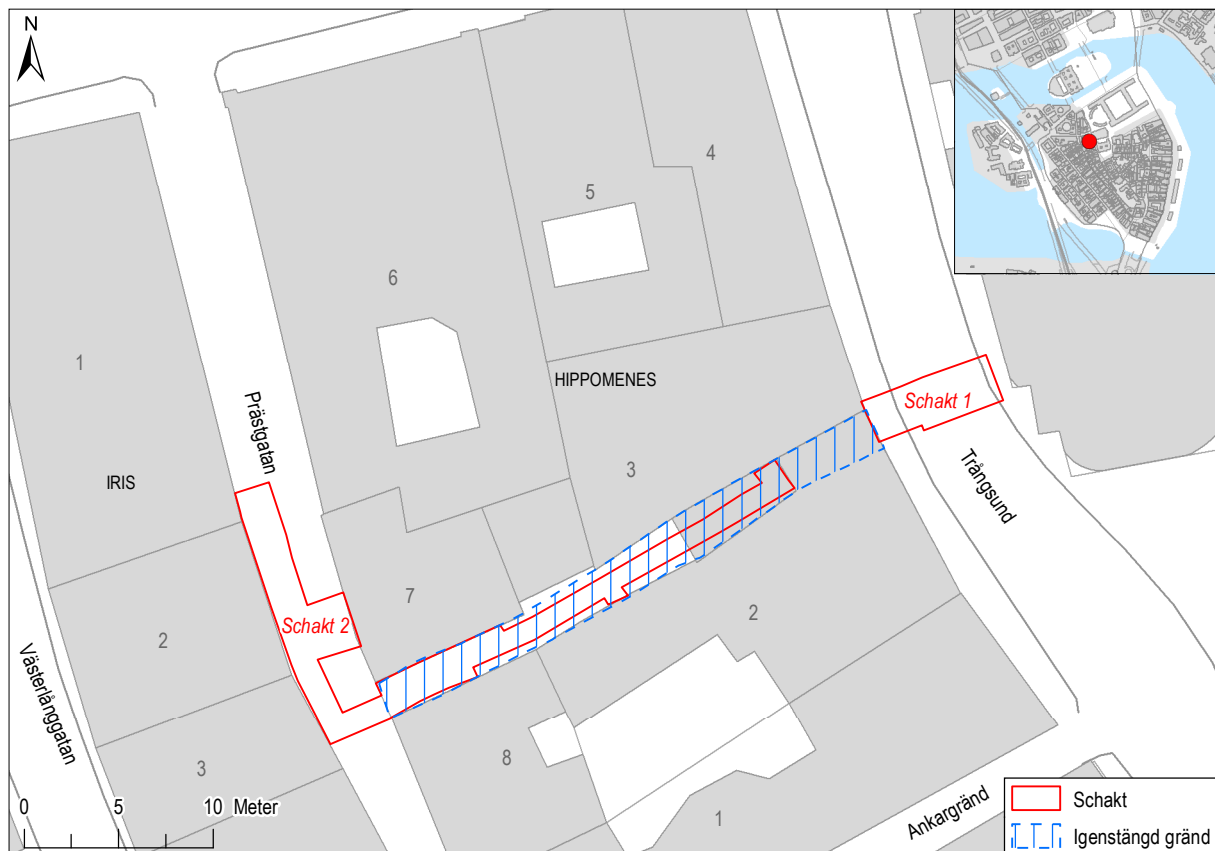 N
4
5
6
1
HIPPOMENES
Schakt 1
Prästgatan
3
IRIS
Trångsund
7
2
Schakt 2
2
Västerlånggatan
3
8
1
Ankargränd
0 5 10 Meter
Schakt
Igenstängd gränd